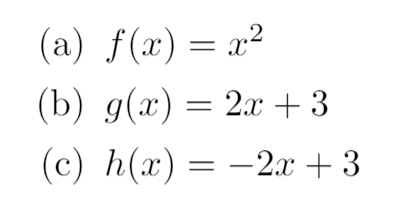 (a) f(x) = x²
(b) g(x) = 2x + 3
(c) h(x) = −2x + 3